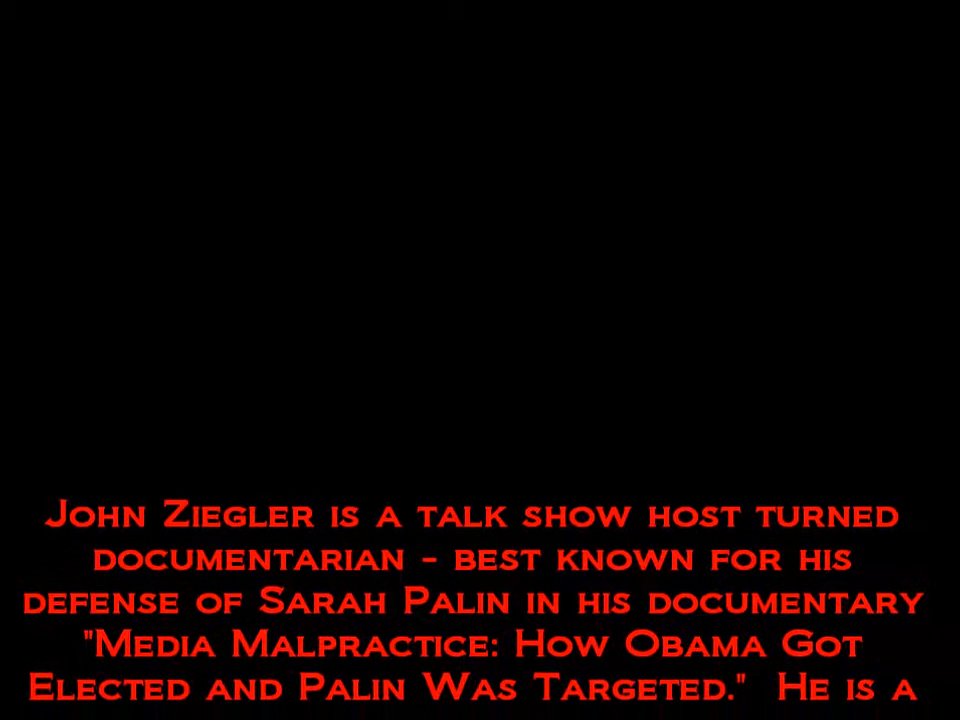 John Ziegler is a talk show host turned
documentarian - best known for his
defense of Sarah Palin in his documentary
"Media Malpractice: How Obama Got
Elected and Palin Was Targeted."  He is a